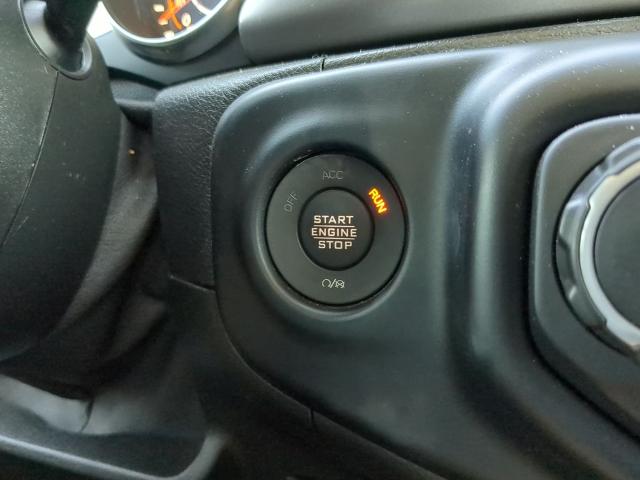 OFF
ACC
RUN
START
ENGINE
STOP